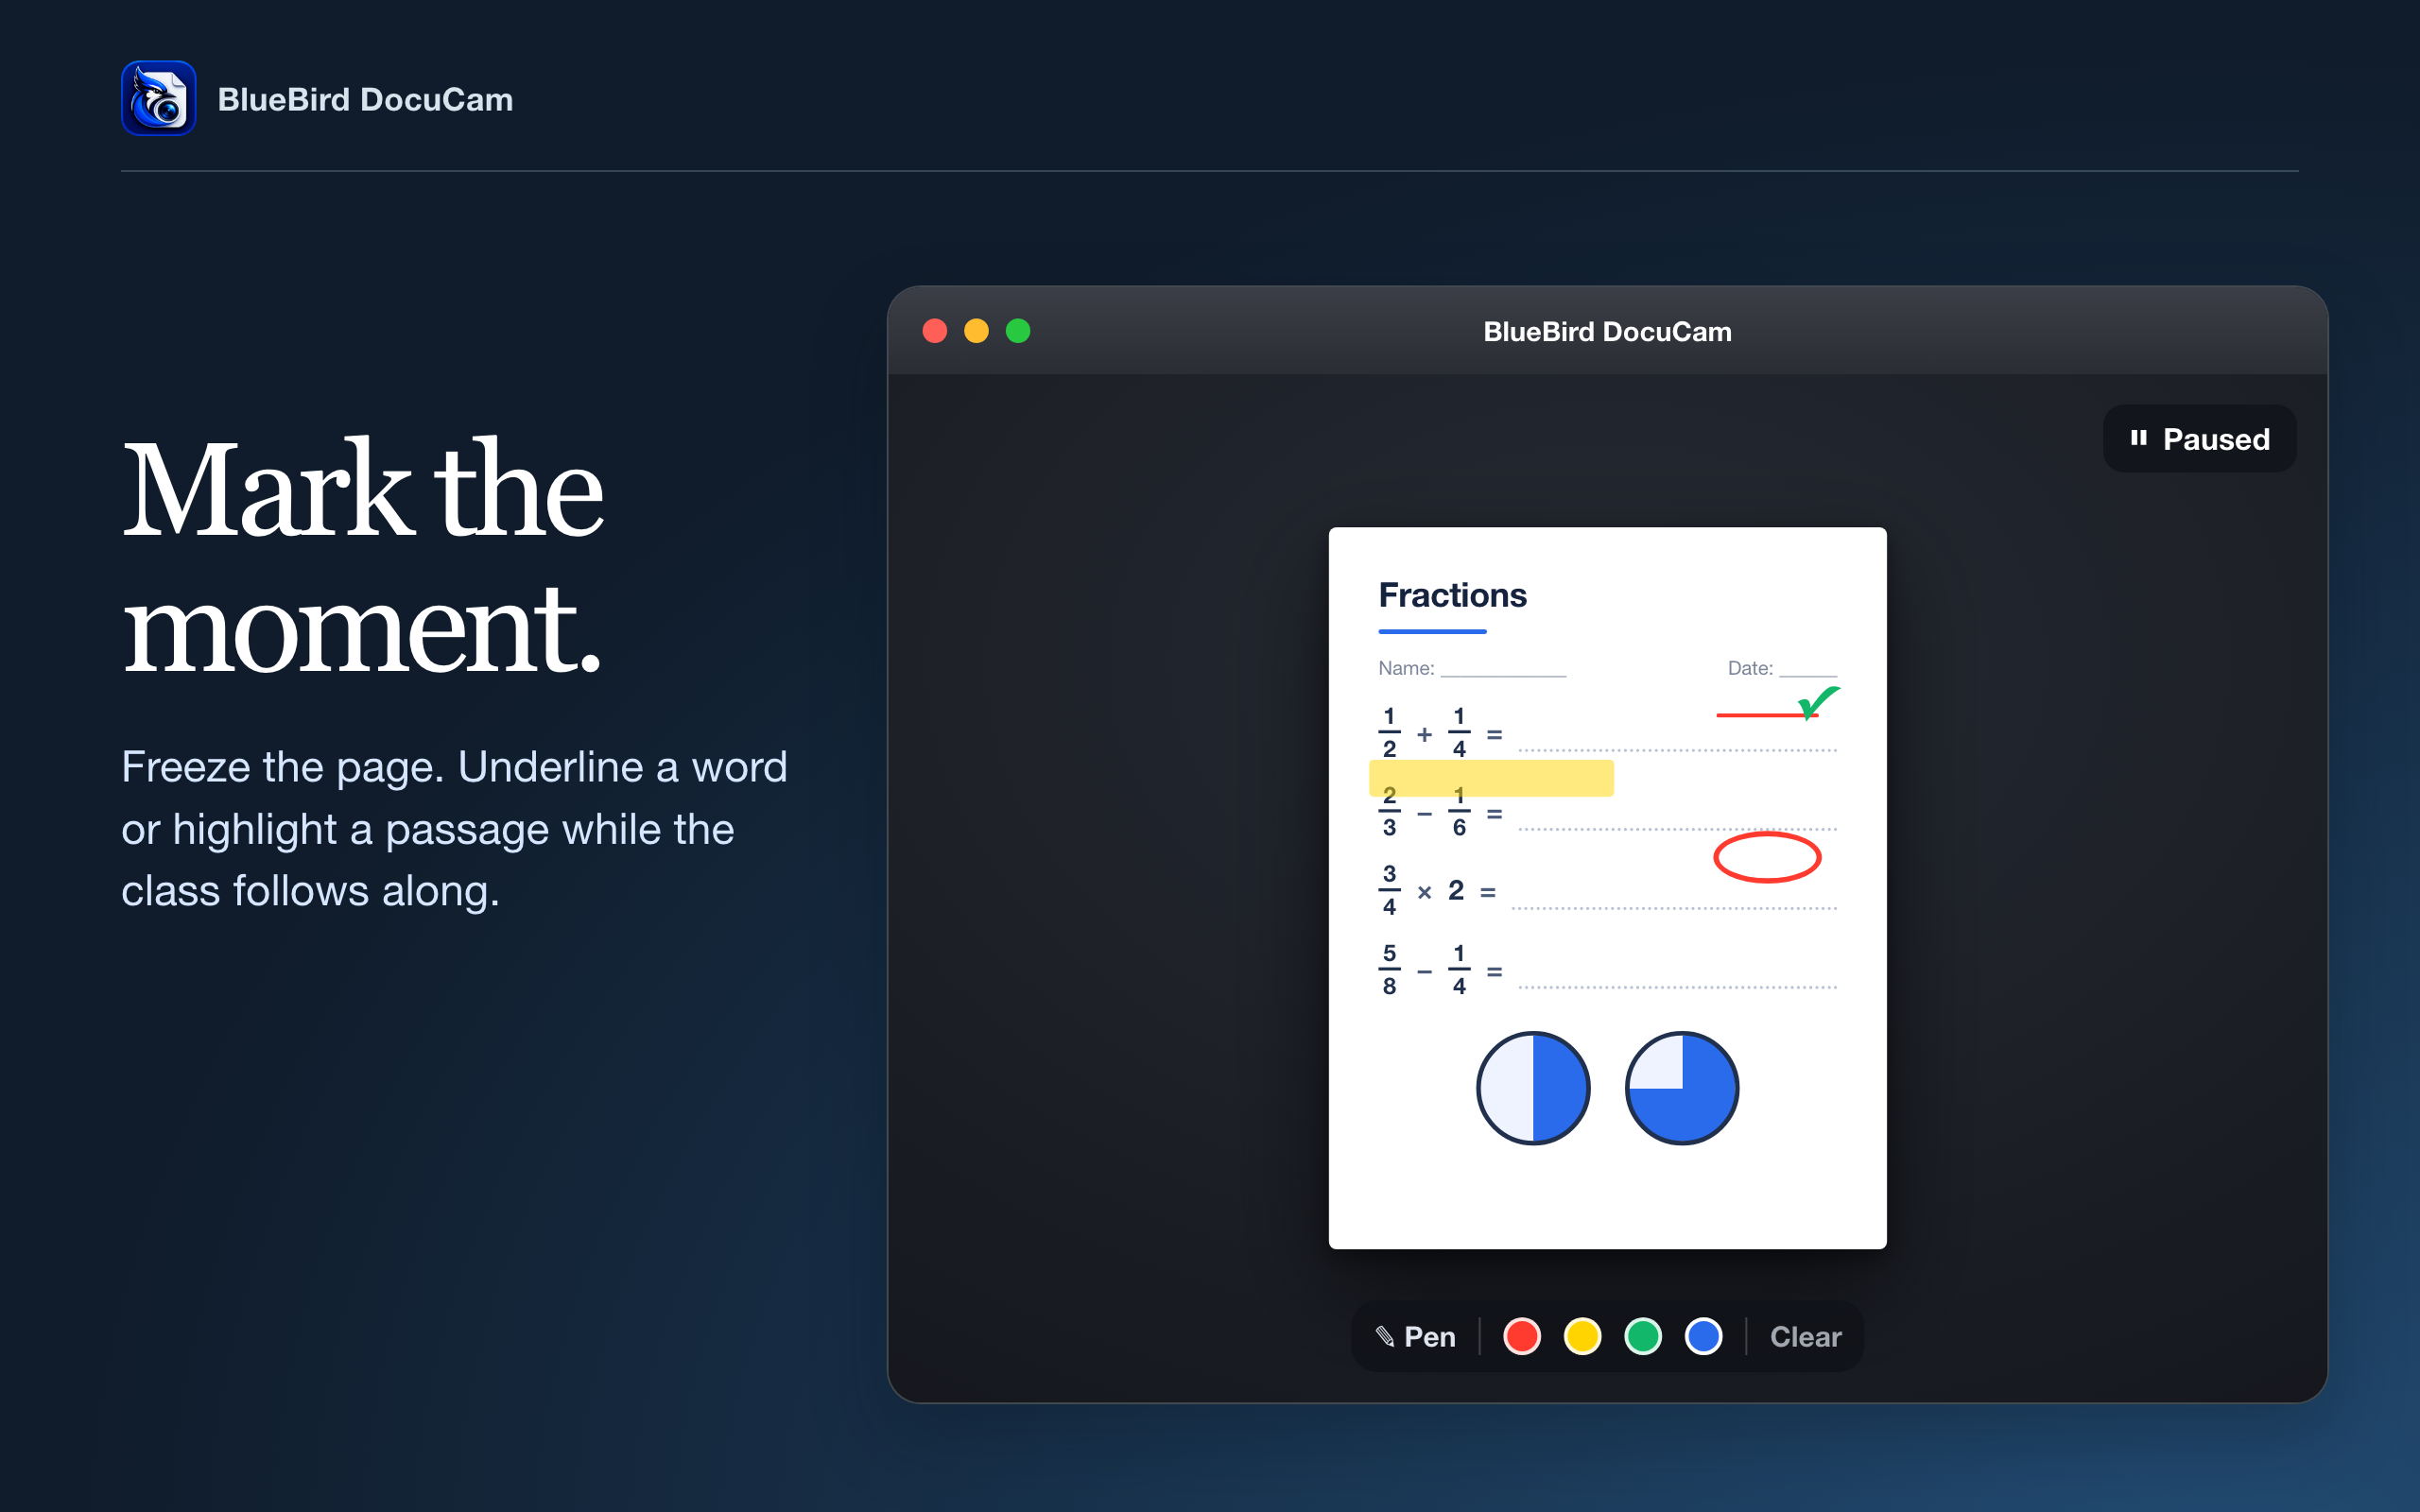 BlueBird DocuCam
Mark the
moment.
Freeze the page. Underline a word
or highlight a passage while the
class follows along.
BlueBird DocuCam
Paused
Fractions
Name: ____________ Date: ______
1/2 + 1/4 =
2/3 − 1/6 =
3/4 × 2 =
5/8 − 1/4 =
Pen
Clear